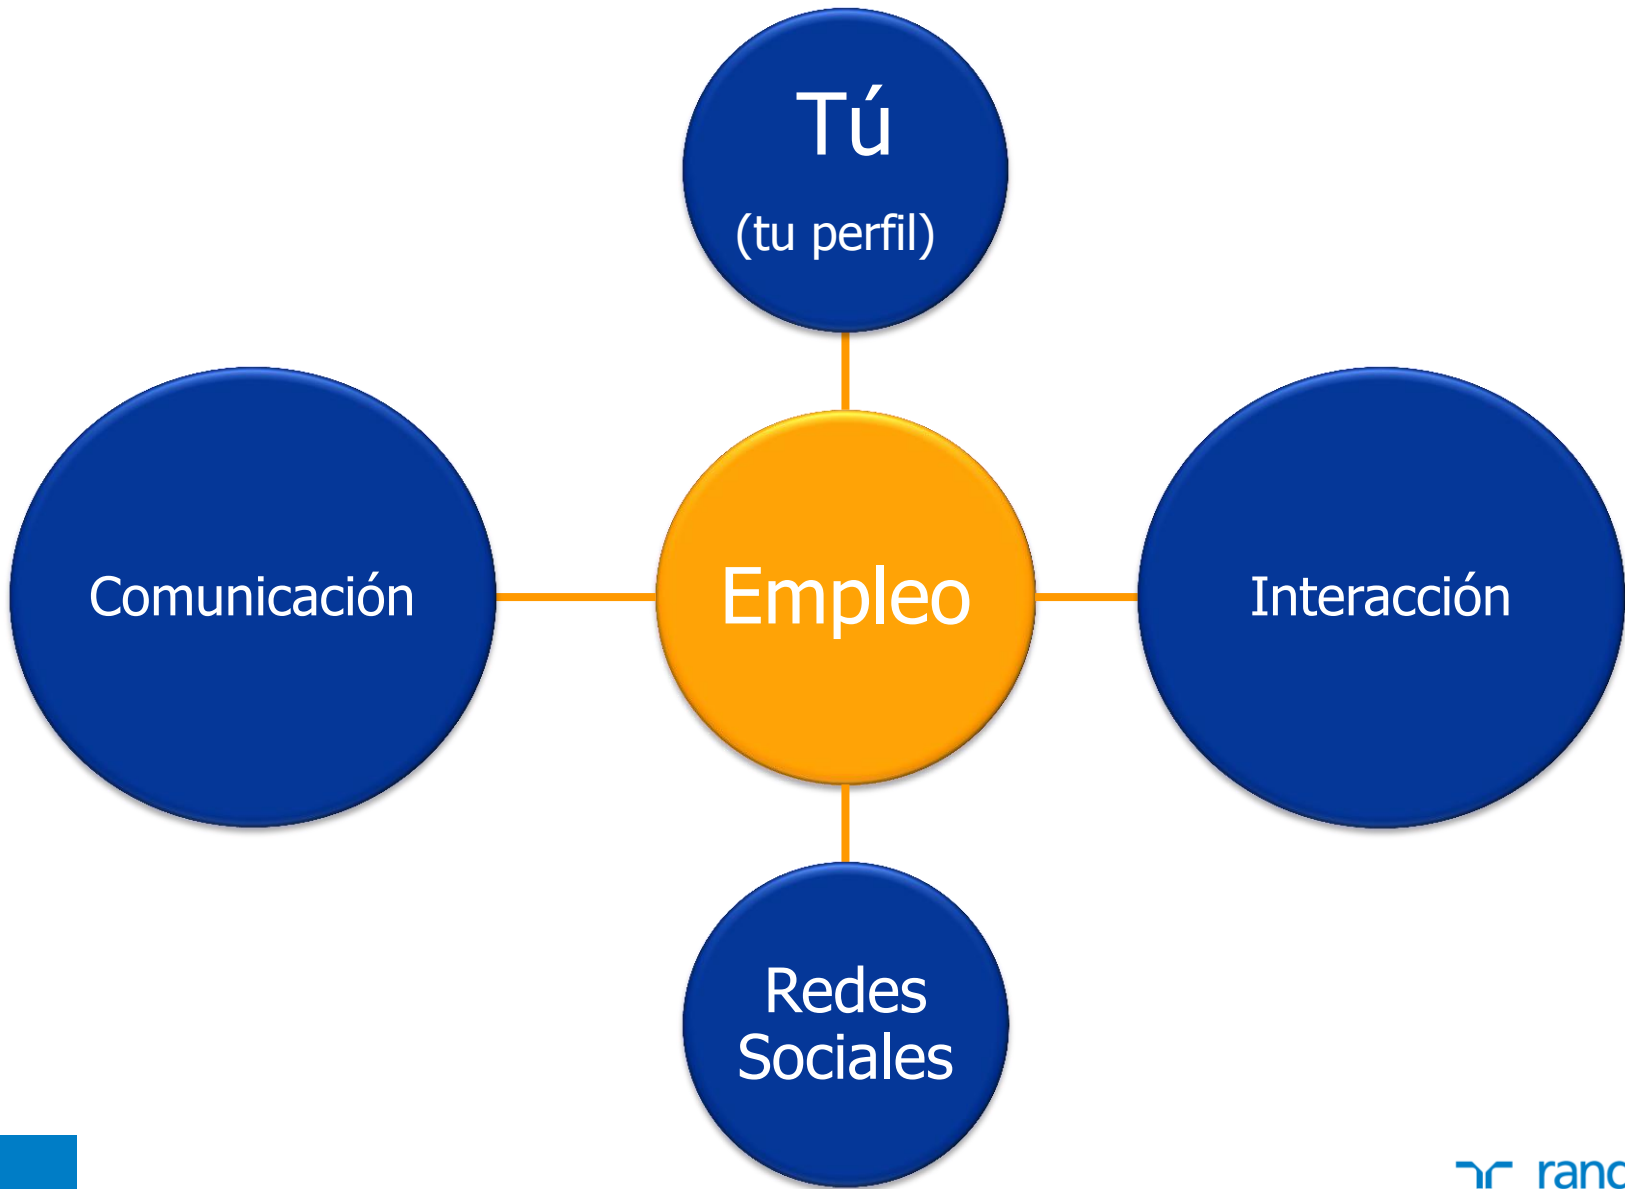 Tú
(tu perfil)
Comunicación
Empleo
Interacción
Redes
Sociales